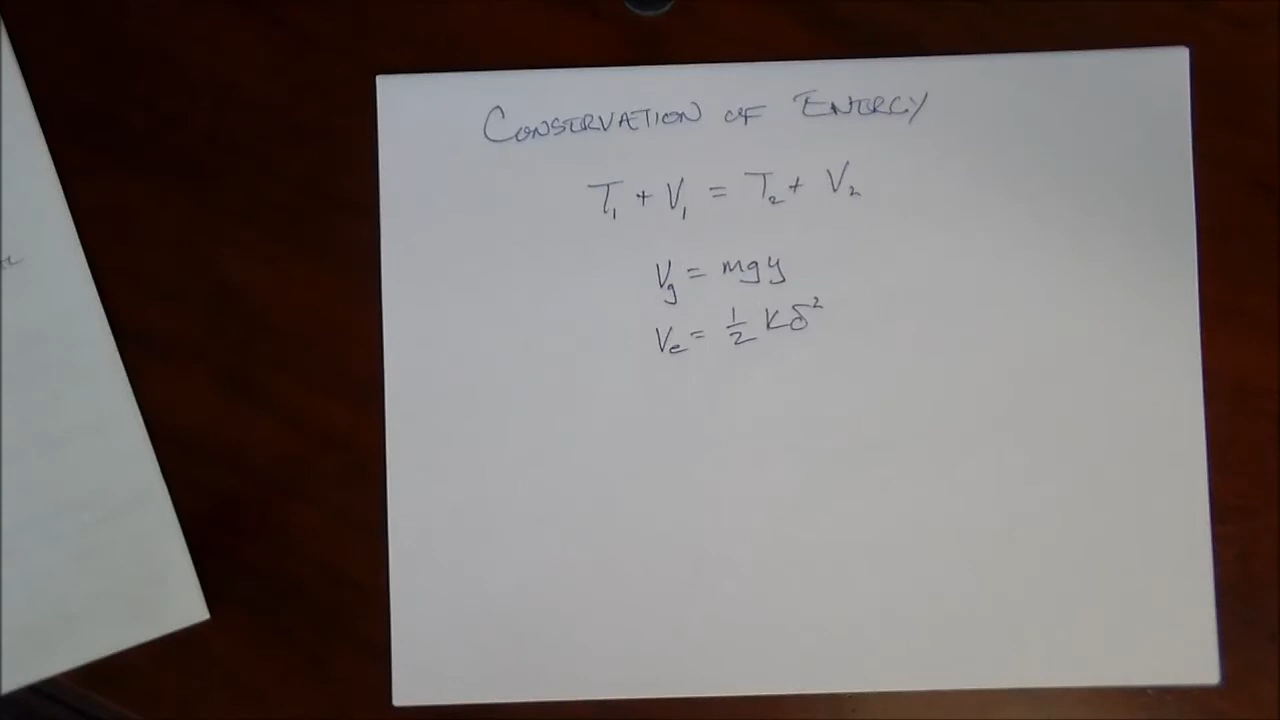 CONSERVATION OF ENERGY
T₁ + V₁ = T₂ + V₂
Vg = mgy
Ve = 1/2 Kδ²